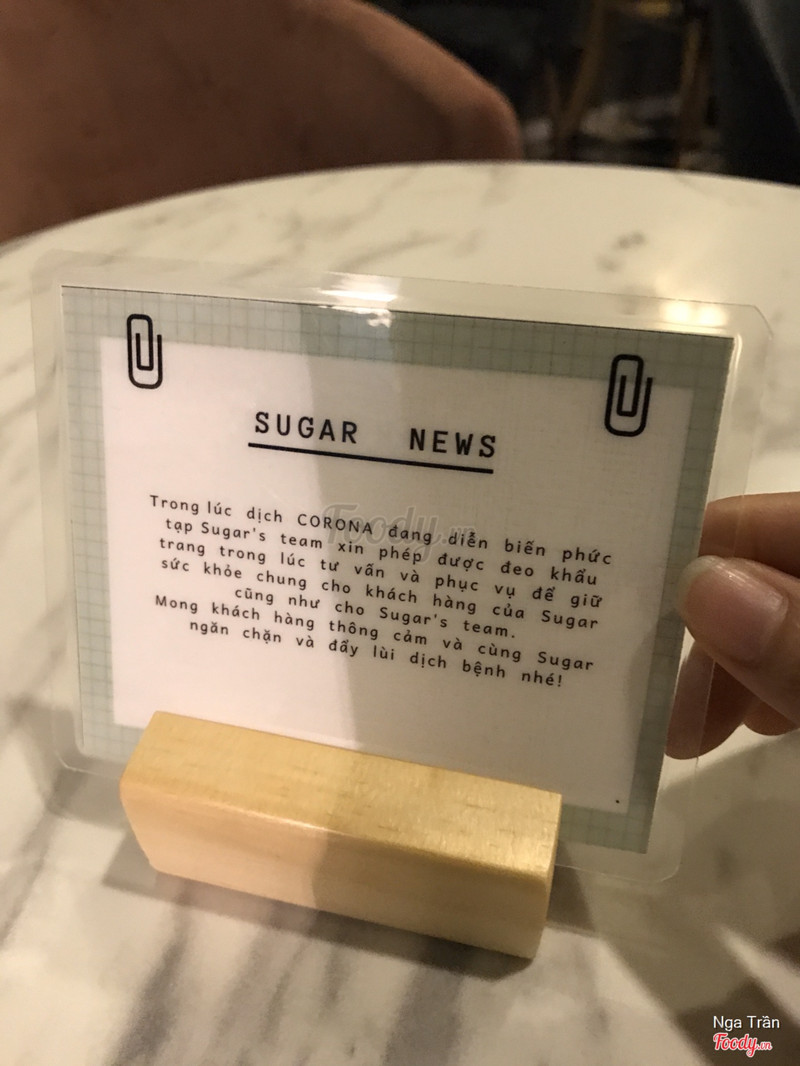 SUGAR NEWS
Trong lúc dịch CORONA đang diễn biến phức
tạp Sugar's team xin phép được đeo khẩu
trang trong lúc tư vấn và phục vụ để giữ
sức khỏe chung cho khách hàng của Sugar
cũng như cho Sugar's team.
Mong khách hàng thông cảm và cùng Sugar
ngăn chặn và đẩy lùi dịch bệnh nhé!
Foody.vn
Nga Trần
Foody.vn